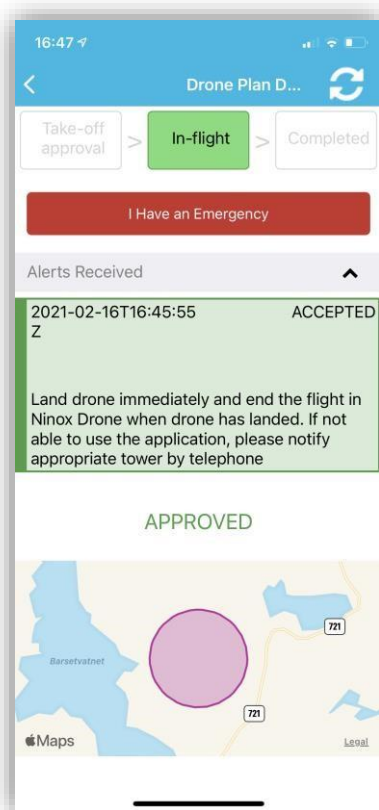 16:47
Drone Plan D...
Take-off
approval
>
In-flight
>
Completed
I Have an Emergency
Alerts Received
2021-02-16T16:45:55 ACCEPTED
Z
Land drone immediately and end the flight in
Ninox Drone when drone has landed. If not
able to use the application, please notify
appropriate tower by telephone
APPROVED
721
Barsetvatnet
721
Maps
Legal